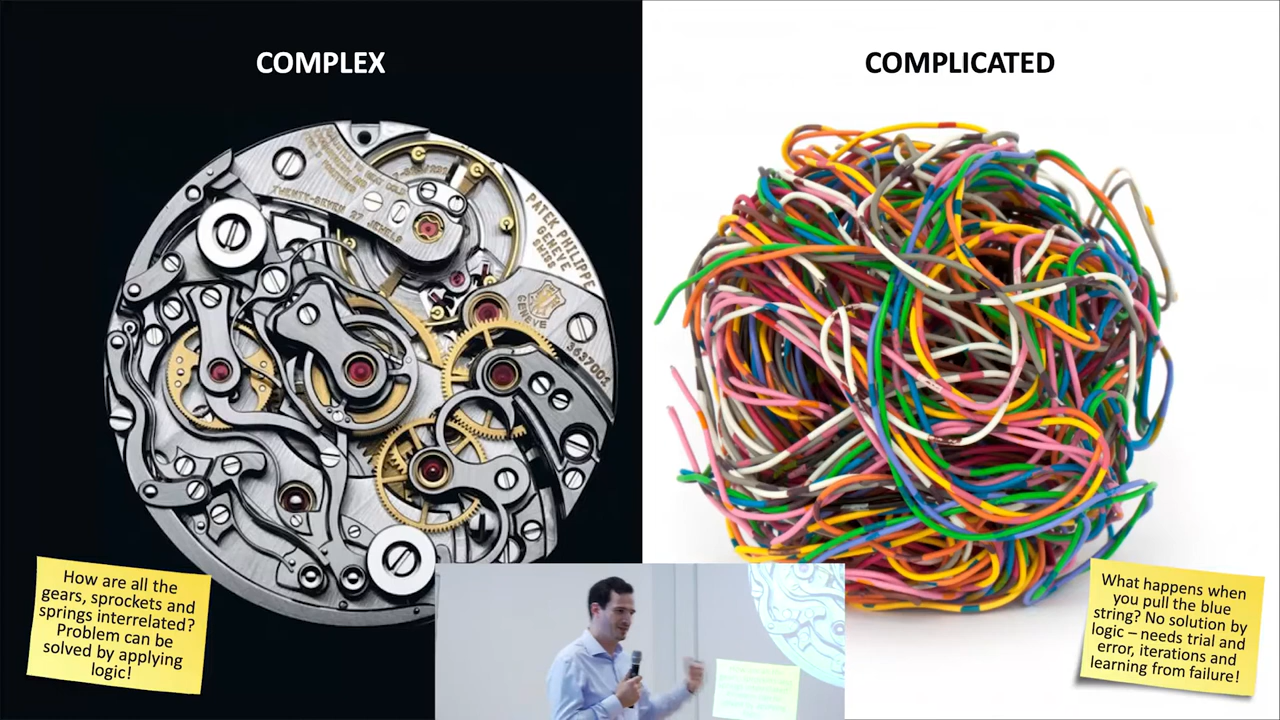 COMPLEX
COMPLICATED
TWENTY-SEVEN 27 JEWELS
PATEK PHILIPPE
GENEVE
SWISS
GENEVE
3637001
How are all the
gears, sprockets and
springs interrelated?
Problem can be
solved by applying
logic!
What happens when
you pull the blue
string? No solution by
logic – needs trial and
error, iterations and
learning from failure!